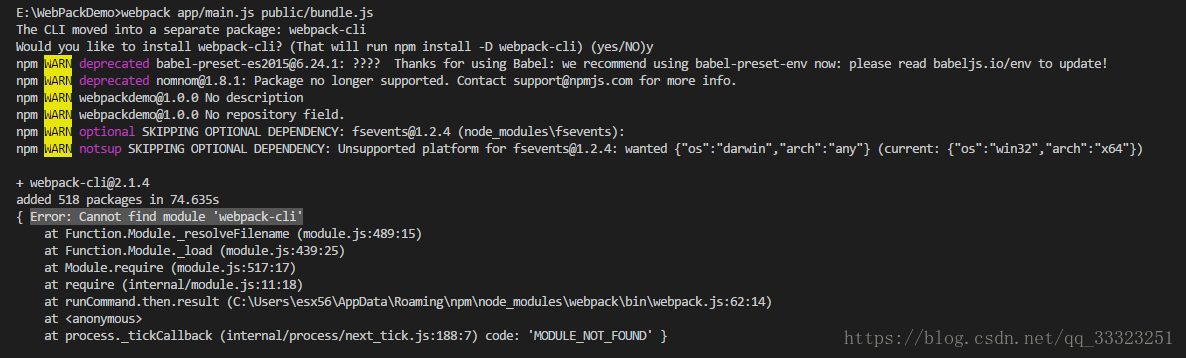 E:\WebPackDemo>webpack app/main.js public/bundle.js
The CLI moved into a separate package: webpack-cli
Would you like to install webpack-cli? (That will run npm install -D webpack-cli) (yes/NO)y
npm WARN deprecated babel-preset-es2015@6.24.1: ????  Thanks for using Babel: we recommend using babel-preset-env now: please read babeljs.io/env to update!
npm WARN deprecated nomnom@1.8.1: Package no longer supported. Contact support@npmjs.com for more info.
npm WARN webpackdemo@1.0.0 No description
npm WARN webpackdemo@1.0.0 No repository field.
npm WARN optional SKIPPING OPTIONAL DEPENDENCY: fsevents@1.2.4 (node_modules\fsevents):
npm WARN notsup SKIPPING OPTIONAL DEPENDENCY: Unsupported platform for fsevents@1.2.4: wanted {"os":"darwin","arch":"any"} (current: {"os":"win32","arch":"x64"})
+ webpack-cli@2.1.4
added 518 packages in 74.635s
{ Error: Cannot find module 'webpack-cli'
    at Function.Module._resolveFilename (module.js:489:15)
    at Function.Module._load (module.js:439:25)
    at Module.require (module.js:517:17)
    at require (internal/module.js:11:18)
    at runCommand.then.result (C:\Users\esx56\AppData\Roaming\npm\node_modules\webpack\bin\webpack.js:62:14)
    at <anonymous>
    at process._tickCallback (internal/process/next_tick.js:188:7) code: 'MODULE_NOT_FOUND' }
https://blog.csdn.net/qq_33323251